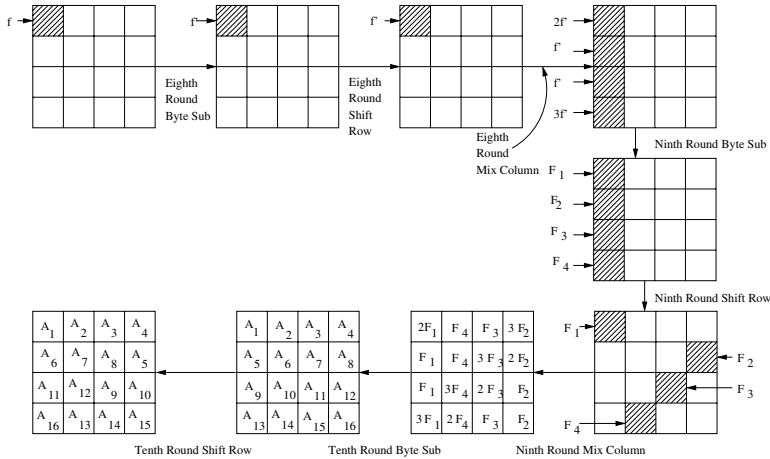 f
f'
f'
2f'
f'
f'
3f'
Eighth
Round
Byte Sub
Eighth
Round
Shift
Row
Eighth
Round
Mix Column
Ninth Round Byte Sub
F1
F2
F3
F4
Ninth Round Shift Row
F1
F2
F3
F4
A1 A2 A3 A4
A6 A7 A8 A5
A11 A12 A9 A10
A16 A13 A14 A15
A1 A2 A3 A4
A5 A6 A7 A8
A9 A10 A11 A12
A13 A14 A15 A16
2F1 F4 F3 3F2
F1 F4 3F3 2F2
F1 3F4 2F3 F2
3F1 2F4 F3 F2
Tenth Round Shift Row
Tenth Round Byte Sub
Ninth Round Mix Column